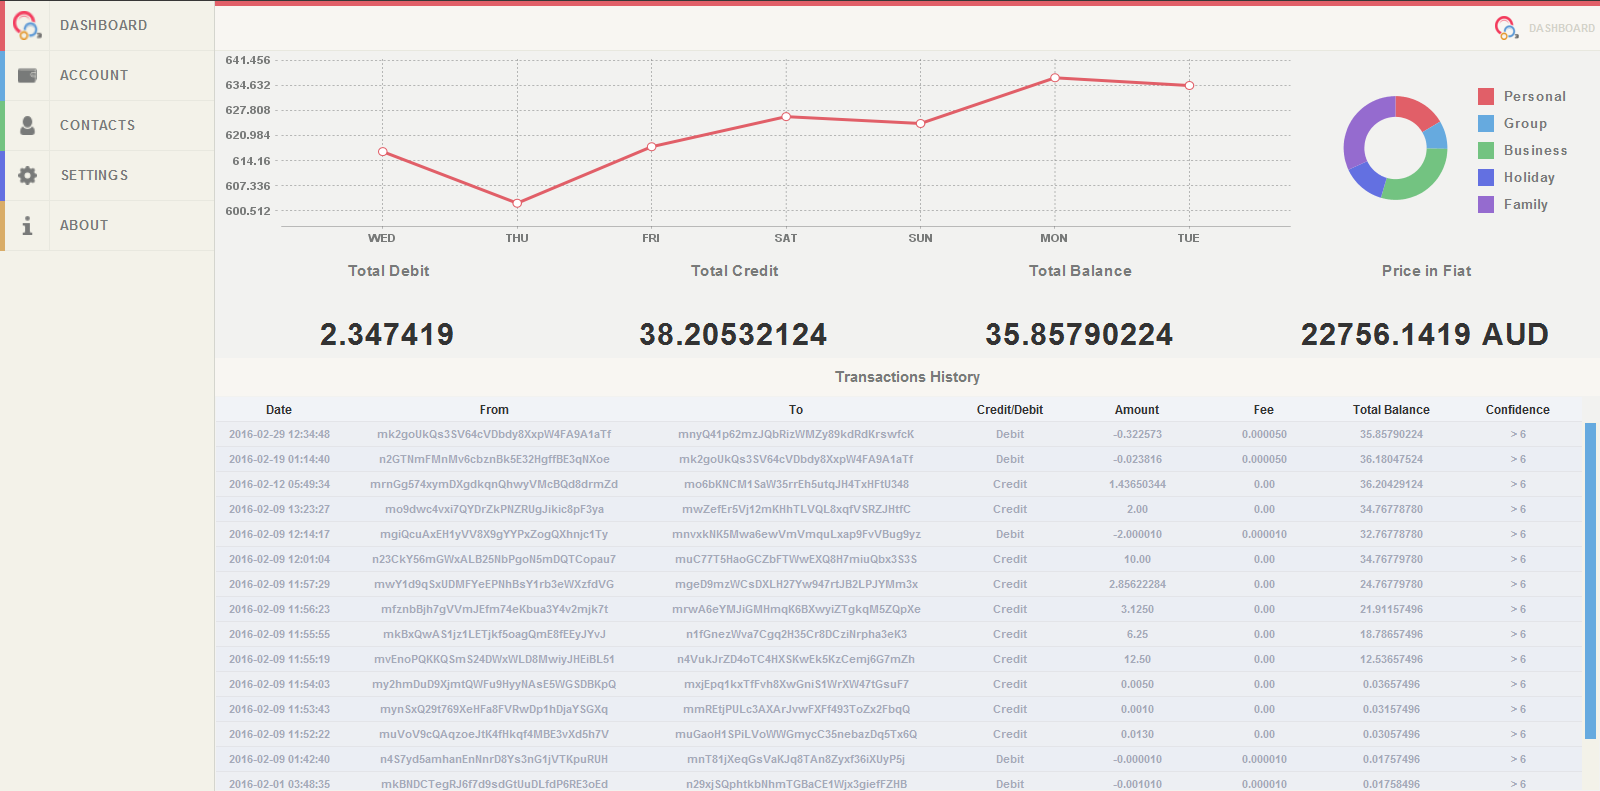 DASHBOARD
ACCOUNT
CONTACTS
SETTINGS
ABOUT
DASHBOARD
641.456
634.632
627.808
620.984
614.16
607.336
600.512
WED THU FRI SAT SUN MON TUE
Personal
Group
Business
Holiday
Family
Total Debit Total Credit Total Balance Price in Fiat
2.347419 38.20532124 35.85790224 22756.1419 AUD
Transactions History
Date From To Credit/Debit Amount Fee Total Balance Confidence
2016-02-29 12:34:48 mk2goUkQs3SV64cVDbdy8XxpW4FA9A1aTf mnyQ41p62mzJQbRizWMZy89kdRdKrswfcK Debit -0.322573 0.000050 35.85790224 > 6
2016-02-19 01:14:40 n2GTNmFMnMv6cbznBk5E32HgffBE3qNXoe mk2goUkQs3SV64cVDbdy8XxpW4FA9A1aTf Debit -0.023816 0.000050 36.18047524 > 6
2016-02-12 05:49:34 mrnGg574xymDXgdkqnQhwyVMcBQd8drmZd mo6bKNCM1SaW35rrEh5utqJH4TxHFtU348 Credit 1.43650344 0.00 36.20429124 > 6
2016-02-09 13:23:27 mo9dwc4vxi7QYDrZkPNZRUgJikic8pF3ya mwZefEr5Vj12mKHhTLVQL8xqfVSRZJHtfC Credit 2.00 0.00 34.76778780 > 6
2016-02-09 12:14:17 mgiQcuAxEH1yVV8X9gYYPxZogQXhnjc1Ty mnvxkNK5Mwa6ewVmVmquLxap9FvVBug9yz Debit -2.000010 0.000010 32.76778780 > 6
2016-02-09 12:01:04 n23CkY56mGWxALB25NbPgoN5mDQTCopau7 muC77T5HaoGCZbFTWwEXQ8H7miuQbx3S3S Credit 10.00 0.00 34.76779780 > 6
2016-02-09 11:57:29 mwY1d9qSxUDMFYeEPNhBsY1rb3eWXzfdVG mgeD9mzWCsDXLH27Yw947rtJB2LPJYMm3x Credit 2.85622284 0.00 24.76779780 > 6
2016-02-09 11:56:23 mfznbBjh7gVVmJEfm74eKbua3Y4v2mjk7t mrwA6eYMJiGMHmqK6BXwyiZTgkqM5ZQpXe Credit 3.1250 0.00 21.91157496 > 6
2016-02-09 11:55:55 mkBxQwAS1jz1LETjkf5oagQmE8fEEyJYvJ n1fGnezWva7Cgq2H35Cr8DCziNrpha3eK3 Credit 6.25 0.00 18.78657496 > 6
2016-02-09 11:55:19 mvEnoPQKKQSmS24DWxWLD8MwiyJHEiBL51 n4VukJrZD4oTC4HXSKwEk5KzCemj6G7mZh Credit 12.50 0.00 12.53657496 > 6
2016-02-09 11:54:03 my2hmDuD9XjmtQWFu9HyyNAsE5WGSDBKpQ mxjEpq1kxTfFvh8XwGniS1WrXW47tGsuF7 Credit 0.0050 0.00 0.03657496 > 6
2016-02-09 11:53:43 mynSxQ29t769XeHFa8FVRwDp1hDjaYSGXq mmREtjPULc3AXArJvwFXFf493ToZx2FbqQ Credit 0.0010 0.00 0.03157496 > 6
2016-02-09 11:52:22 muVoV9cQAqzoeJtK4fHkqf4MBE3vXd5h7V muGaoH1SPiLVoWWGmycC35nebazDq5Tx6Q Credit 0.0130 0.00 0.03057496 > 6
2016-02-09 01:42:40 n4S7yd5amhanEnNnrD8Ys3nG1jVTKpuRUH mnT81jXeqGsVaKJq8TAn8Zyxf36iXUyP5j Debit -0.000010 0.000010 0.01757496 > 6
2016-02-01 03:48:35 mkBNDCTegRJ6f7d9sdGtUuDLfdP6RE3oEd n29xjSQphtkbNhmTGBaCE1Wjx3giefFZHB Debit -0.001010 0.000010 0.01758496 > 6